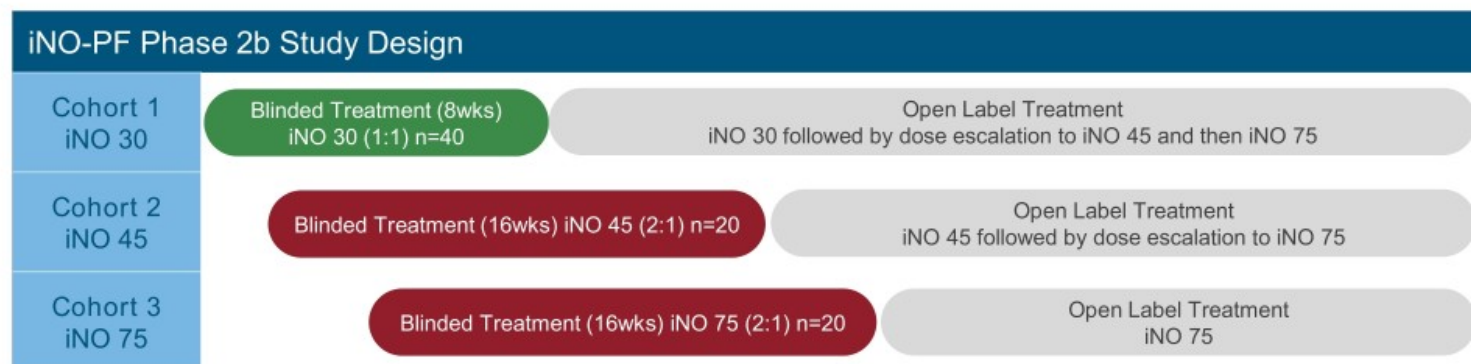 iNO-PF Phase 2b Study Design
Cohort 1
iNO 30
Blinded Treatment (8wks)
iNO 30 (1:1) n=40
Open Label Treatment
iNO 30 followed by dose escalation to iNO 45 and then iNO 75
Cohort 2
iNO 45
Blinded Treatment (16wks) iNO 45 (2:1) n=20
Open Label Treatment
iNO 45 followed by dose escalation to iNO 75
Cohort 3
iNO 75
Blinded Treatment (16wks) iNO 75 (2:1) n=20
Open Label Treatment
iNO 75